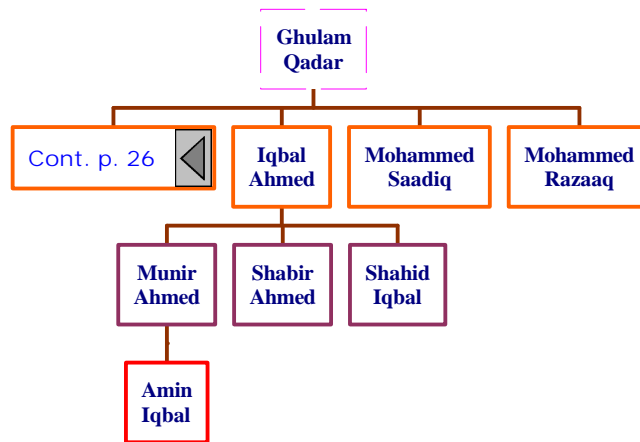 Ghulam
Qadar
Cont. p. 26
Iqbal
Ahmed
Mohammed
Saadiq
Mohammed
Razaaq
Munir
Ahmed
Shabir
Ahmed
Shahid
Iqbal
Amin
Iqbal